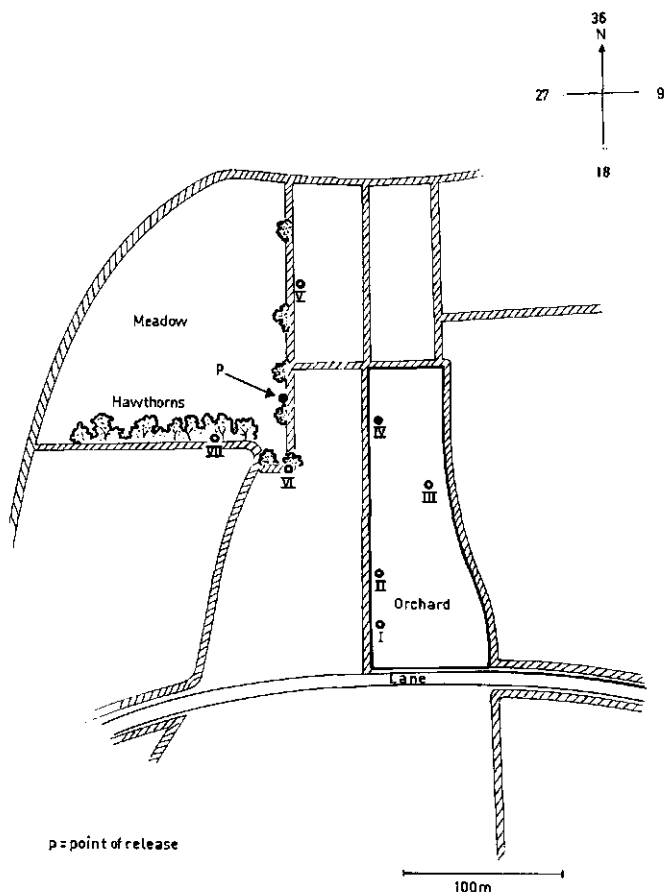 36
N
27 9
18
V
Meadow
P
Hawthorns
IV
VII
VI
III
II
Orchard
I
Lane
p = point of release
100m